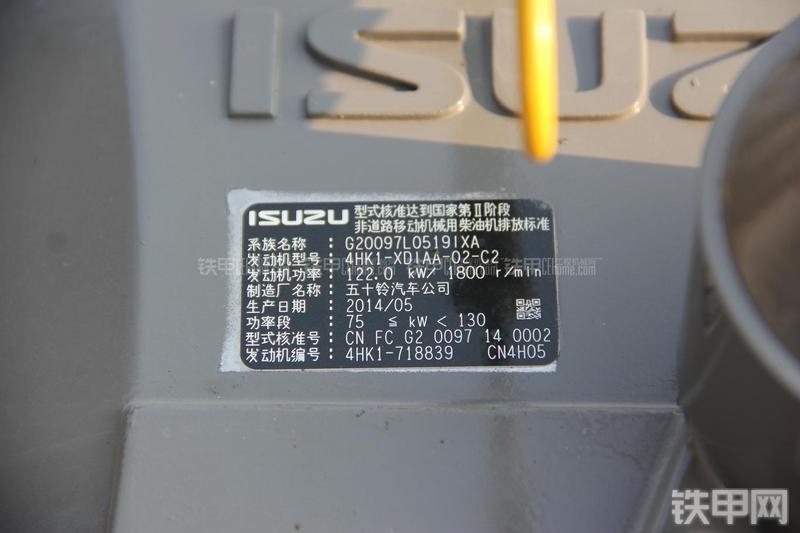 ISUZ
ISUZU 型式核准达到国家第Ⅱ阶段
非道路移动机械用柴油机排放标准
系族名称 : G20097L0519IXA
发动机型号: 4HK1-XDIAA-02-C2
发动机功率: 122.0 kW/ 1800 r/min
制造厂名称: 五十铃汽车公司
生产日期 : 2014/05
功率段 : 75 ≤ kW < 130
型式核准号: CN FC G2 0097 14 0002
发动机编号: 4HK1-718839 CN4H05
铁甲网